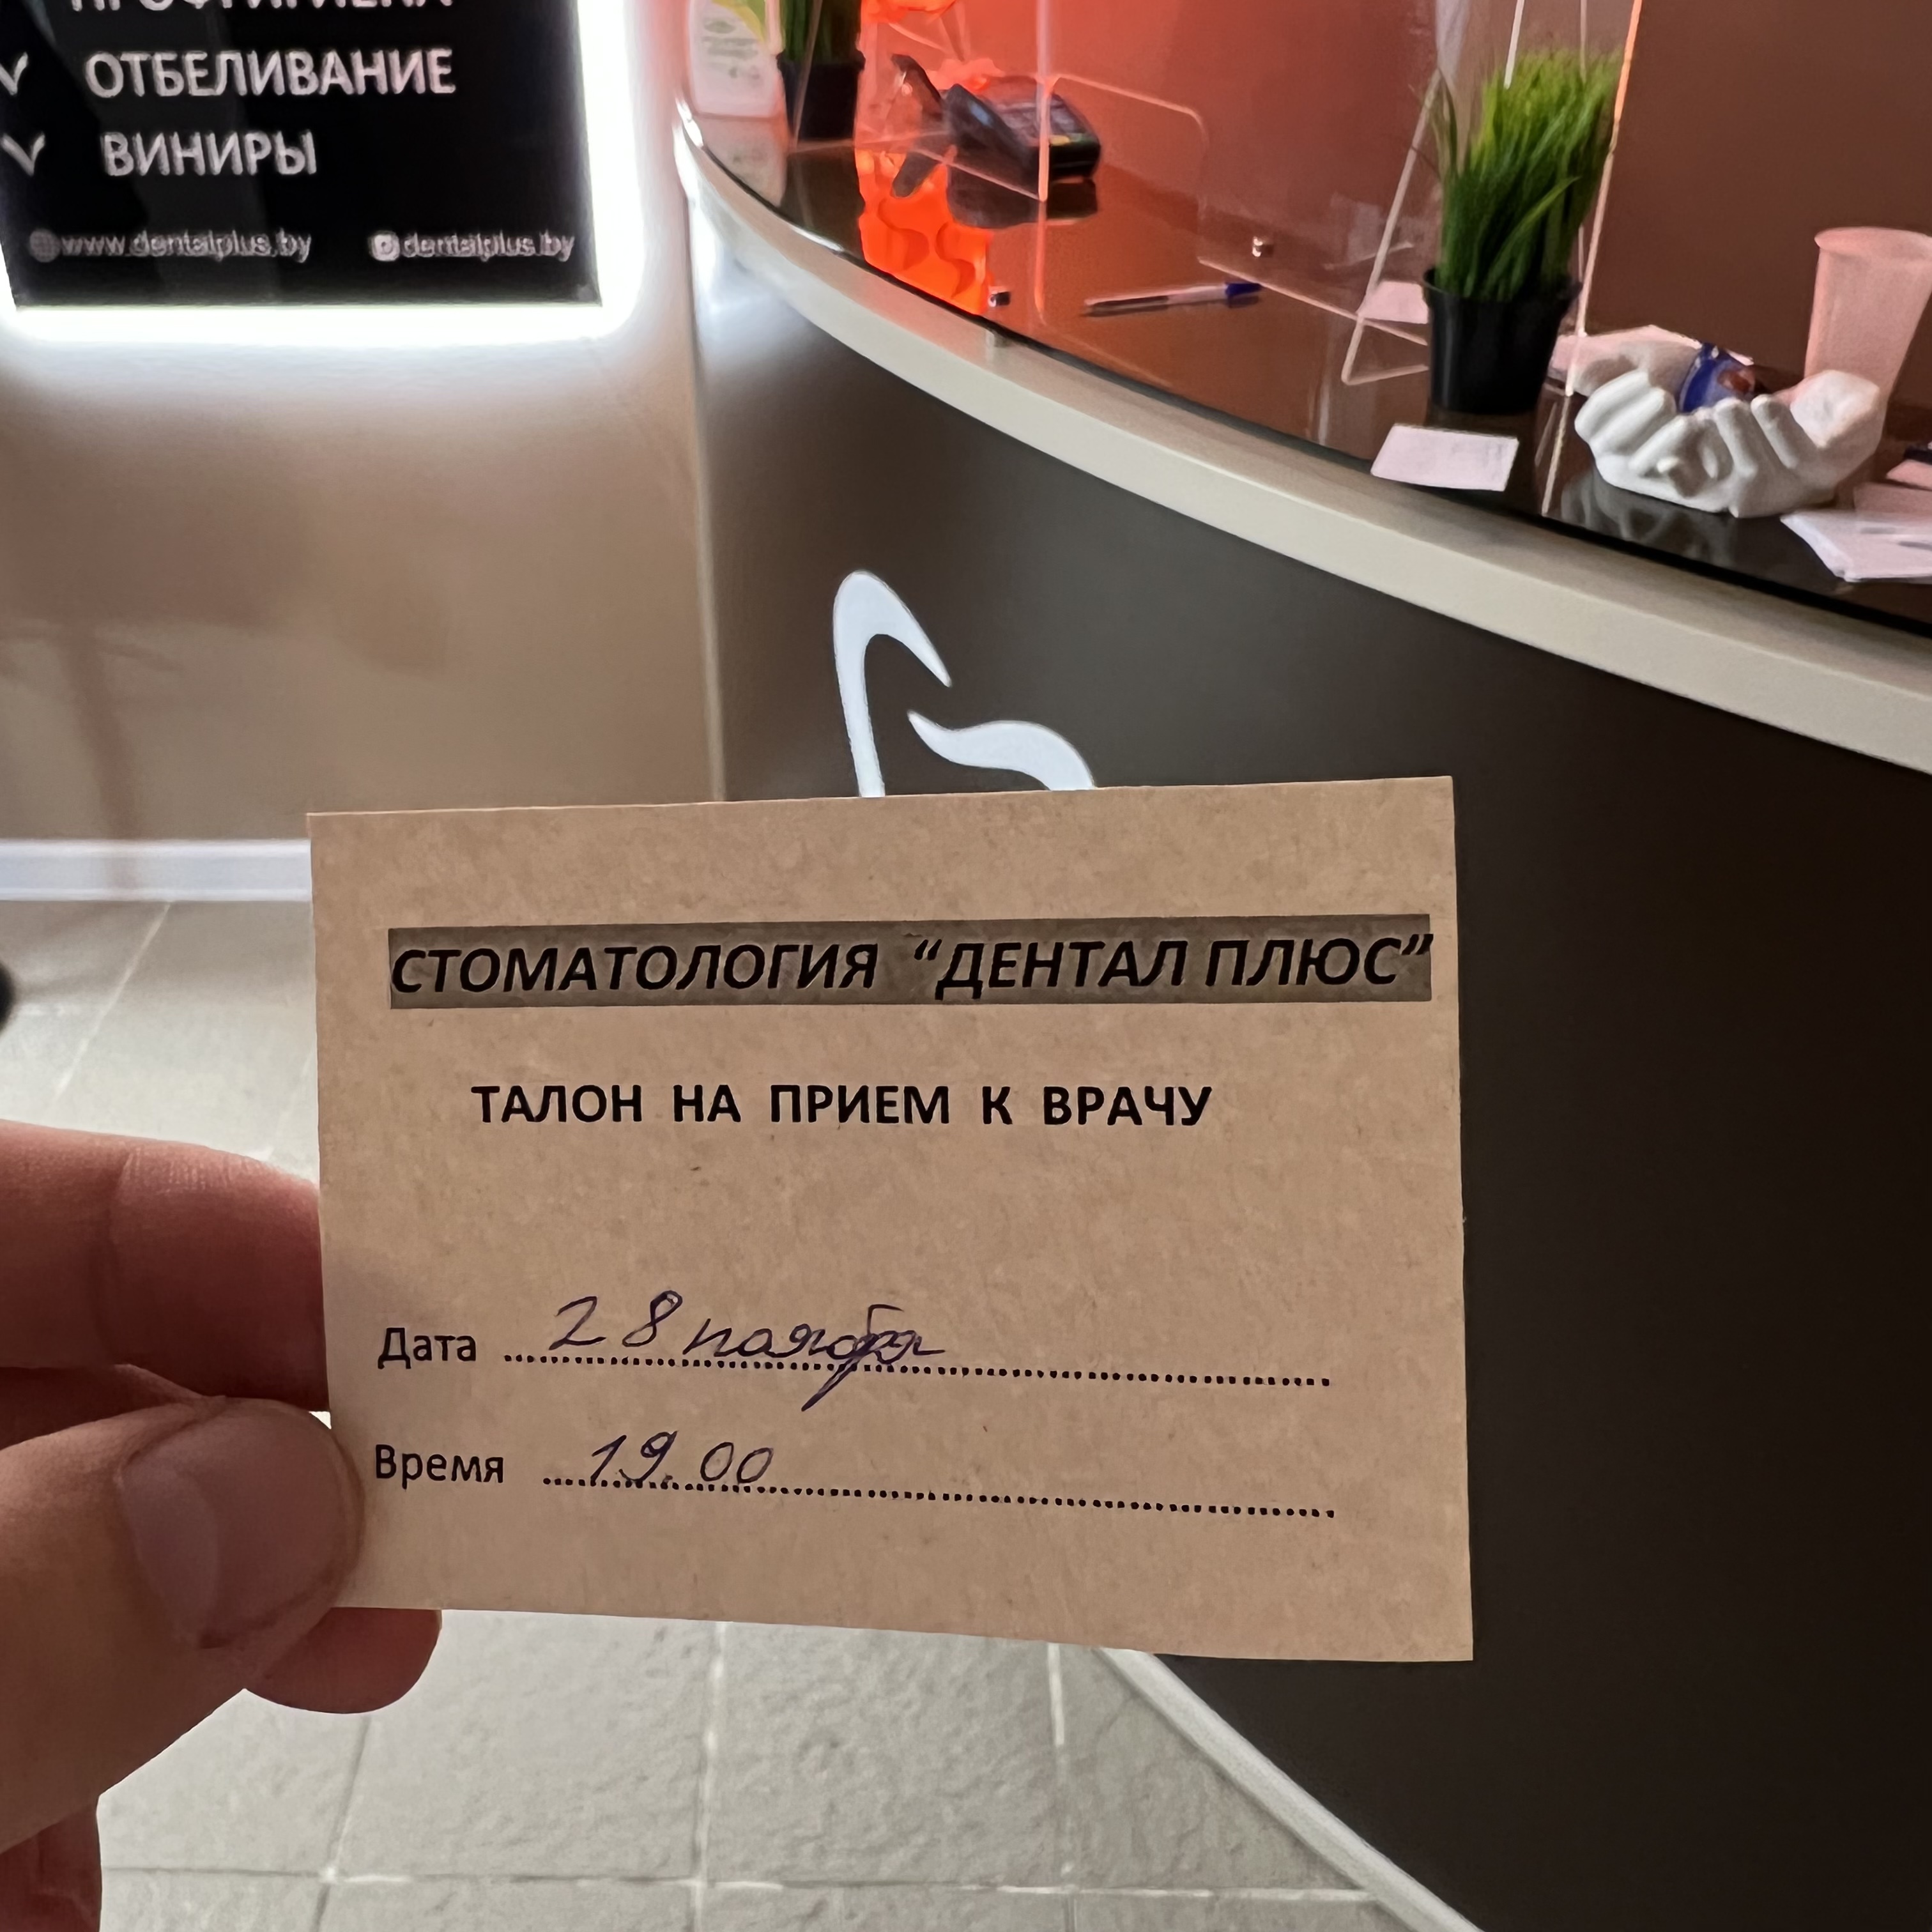 ПРОФГИГИЕНА
ОТБЕЛИВАНИЕ
ВИНИРЫ
www.dentalplus.by
dentalplus.by
СТОМАТОЛОГИЯ “ДЕНТАЛ ПЛЮС”
ТАЛОН НА ПРИЕМ К ВРАЧУ
Дата 28 ноября
Время 19.00